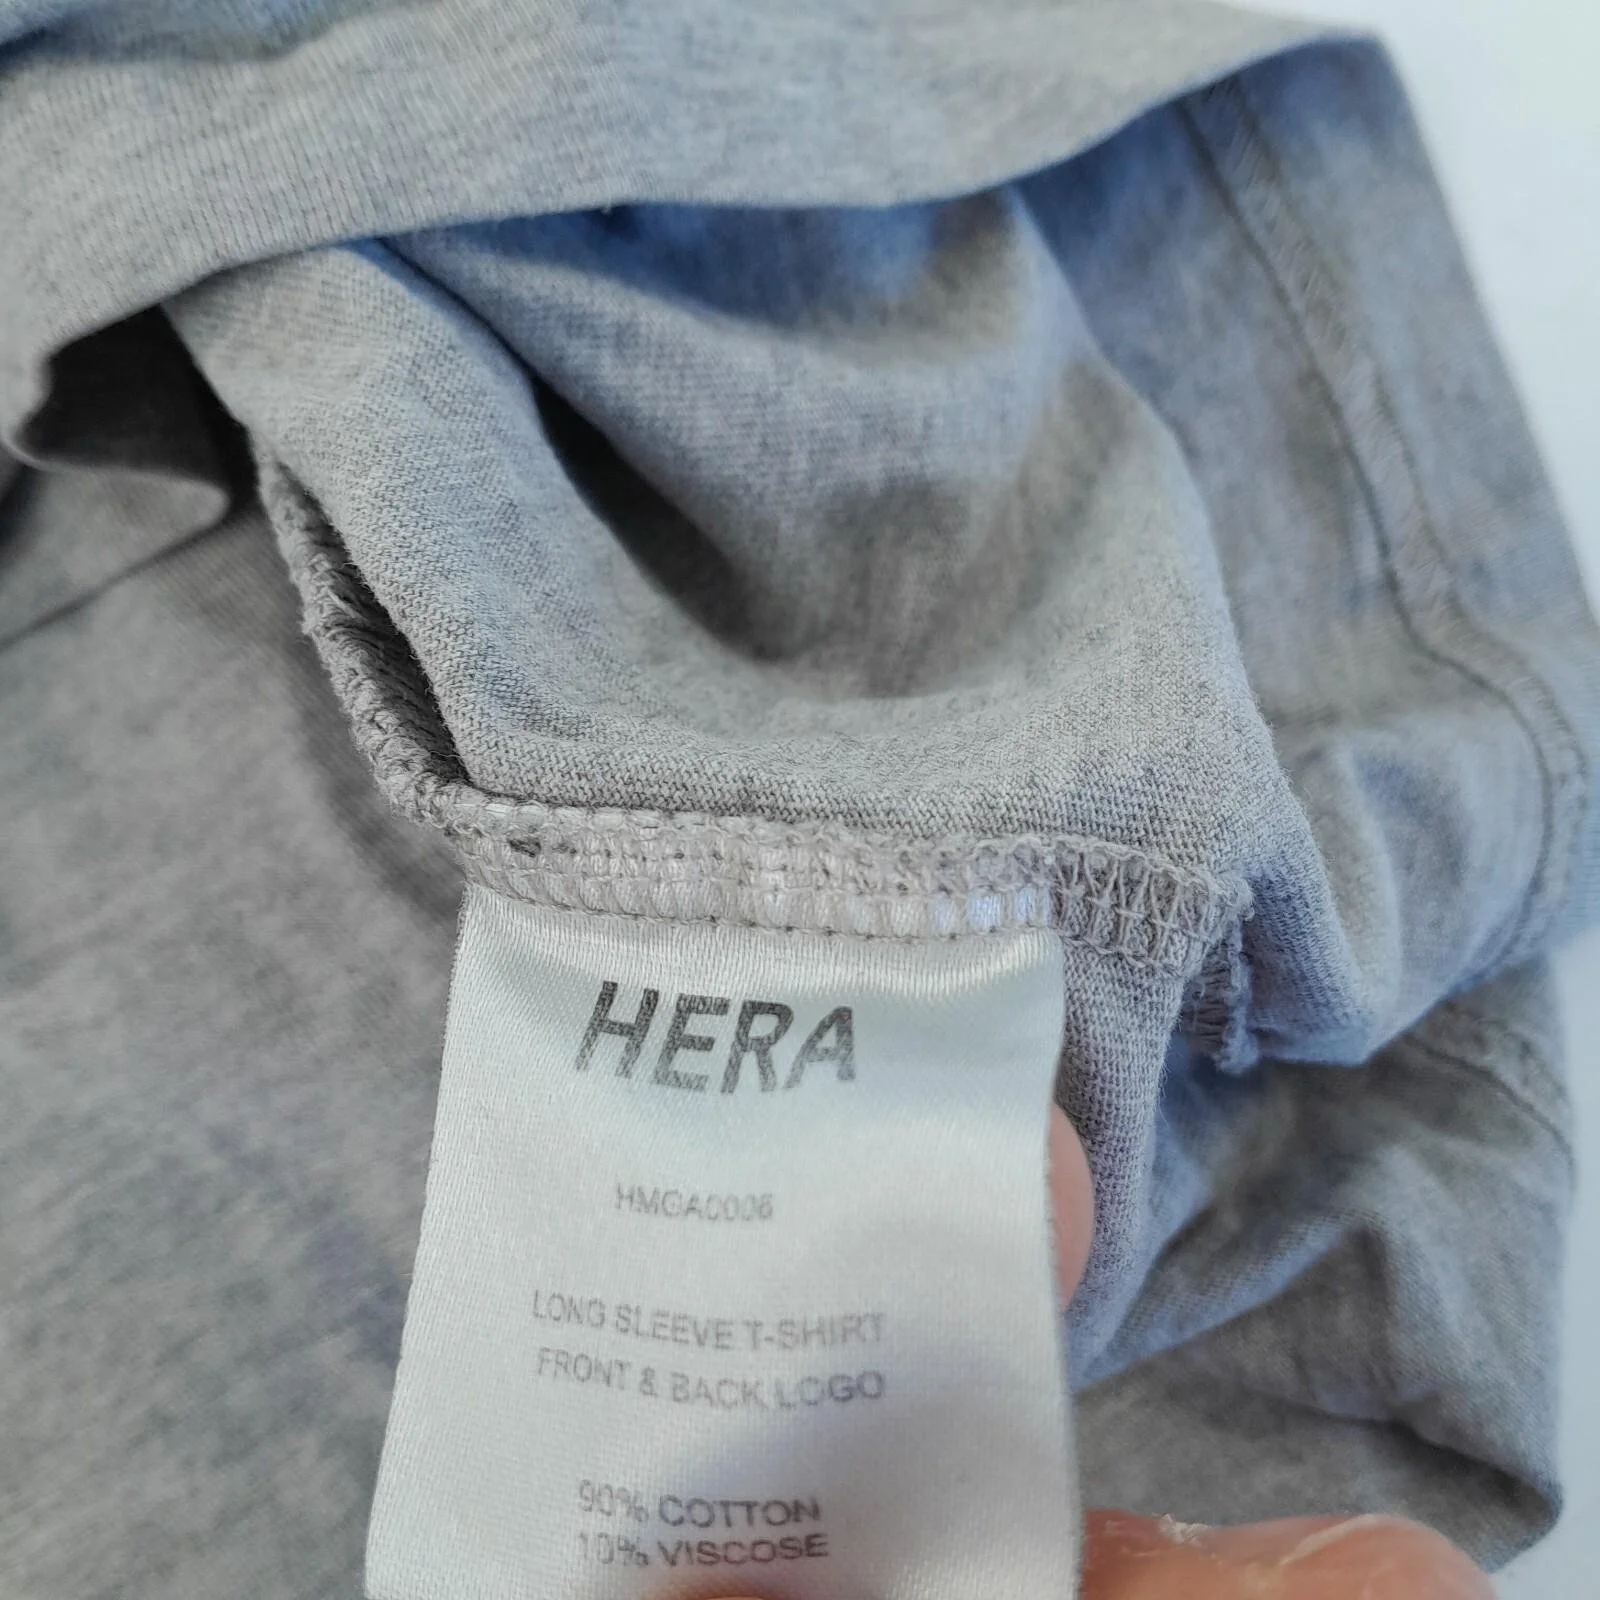 HERA
HMGA0006
LONG SLEEVE T-SHIRT
FRONT & BACK LOGO
90% COTTON
10% VISCOSE